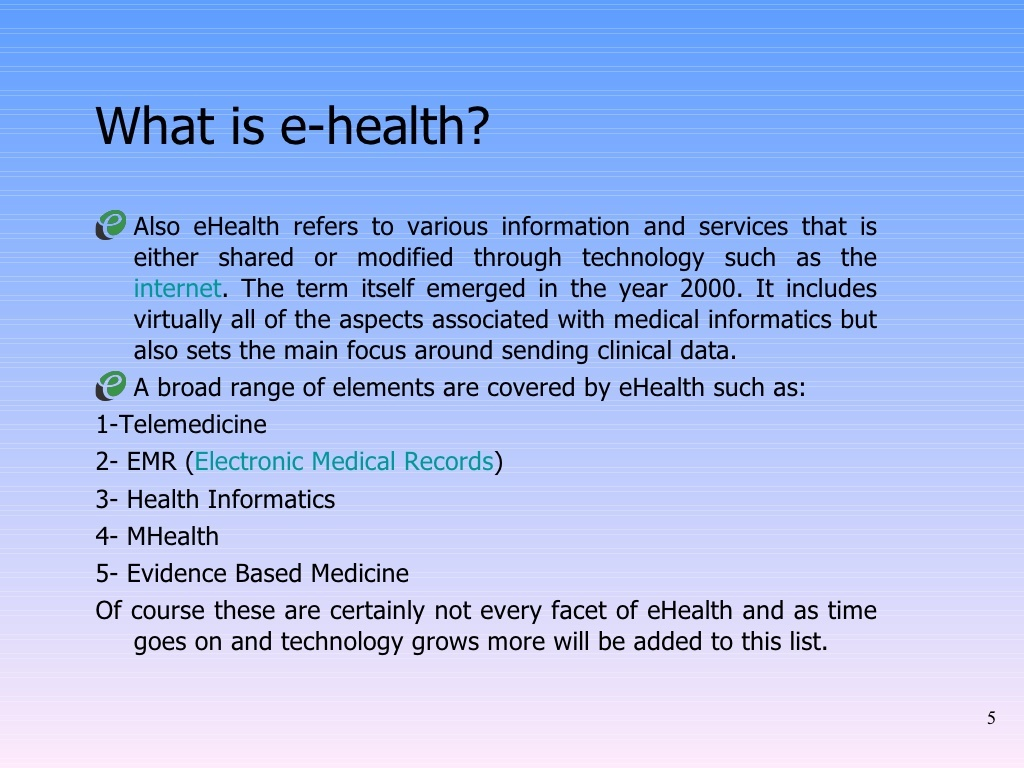 What is e-health?
Also eHealth refers to various information and services that is
either shared or modified through technology such as the
internet. The term itself emerged in the year 2000. It includes
virtually all of the aspects associated with medical informatics but
also sets the main focus around sending clinical data.
A broad range of elements are covered by eHealth such as:
1-Telemedicine
2- EMR (Electronic Medical Records)
3- Health Informatics
4- MHealth
5- Evidence Based Medicine
Of course these are certainly not every facet of eHealth and as time
goes on and technology grows more will be added to this list.
5